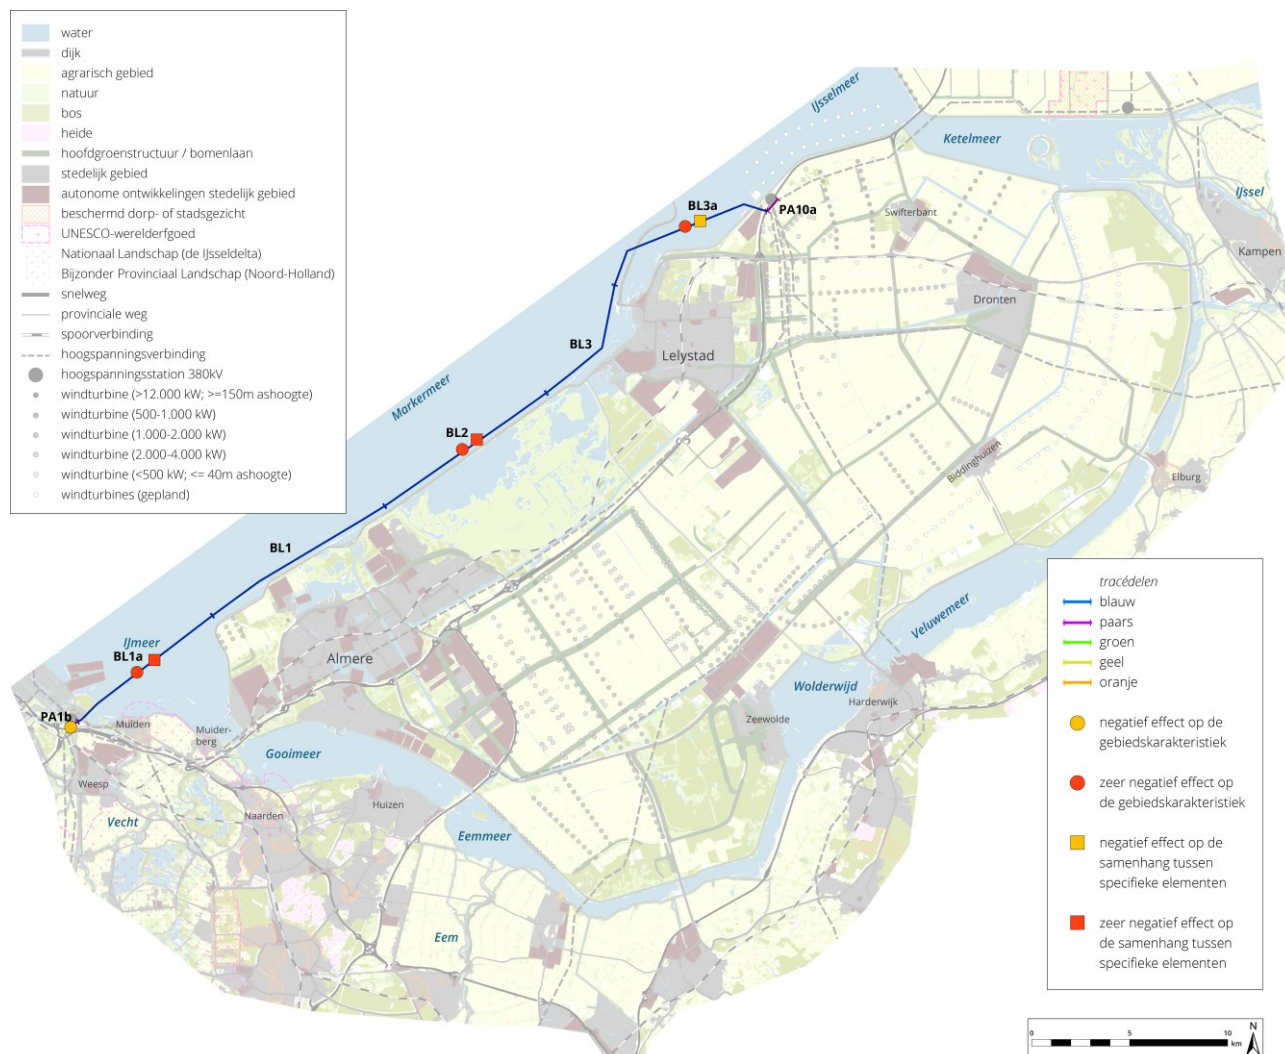 water
dijk
agrarisch gebied
natuur
bos
heide
hoofdgroenstructuur / bomenlaan
stedelijk gebied
autonome ontwikkelingen stedelijk gebied
beschermd dorp- of stadsgezicht
UNESCO-werelderfgoed
Nationaal Landschap (de IJsseldelta)
Bijzonder Provinciaal Landschap (Noord-Holland)
snelweg
provinciale weg
spoorverbinding
hoogspanningsverbinding
hoogspanningsstation 380kV
windturbine (>12.000 kW; >=150m ashoogte)
windturbine (500-1.000 kW)
windturbine (1.000-2.000 kW)
windturbine (2.000-4.000 kW)
windturbine (<500 kW; <= 40m ashoogte)
windturbines (gepland)
IJsselmeer
Ketelmeer
IJssel
BL3a
PA10a
Swifterbant
Kampen
Dronten
BL3
Lelystad
Markermeer
BL2
Biddinghuizen
Elburg
BL1
Veluwemeer
IJmeer
BL1a
Almere
Wolderwijd
Harderwijk
PA1b
Muiden
Muider-
berg
Zeewolde
Gooimeer
Weesp
Huizen
Naarden
Vecht
Eemmeer
Eem
tracédelen
blauw
paars
groen
geel
oranje
negatief effect op de
gebiedskarakteristiek
zeer negatief effect op
de gebiedskarakteristiek
negatief effect op de
samenhang tussen
specifieke elementen
zeer negatief effect op
de samenhang tussen
specifieke elementen
0 5 10
km
N